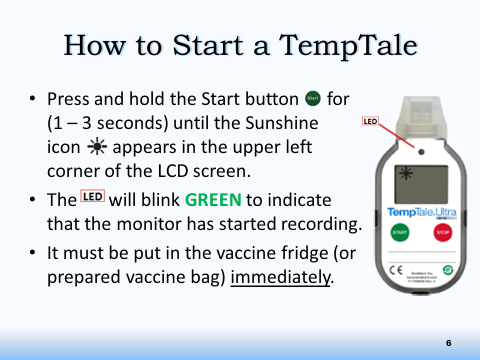 How to Start a TempTale
• Press and hold the Start button Start for
(1 – 3 seconds) until the Sunshine
icon appears in the upper left
corner of the LCD screen.
• The LED will blink GREEN to indicate
that the monitor has started recording.
• It must be put in the vaccine fridge (or
prepared vaccine bag) immediately.
LED
TempTale Ultra
START
STOP
CE
6